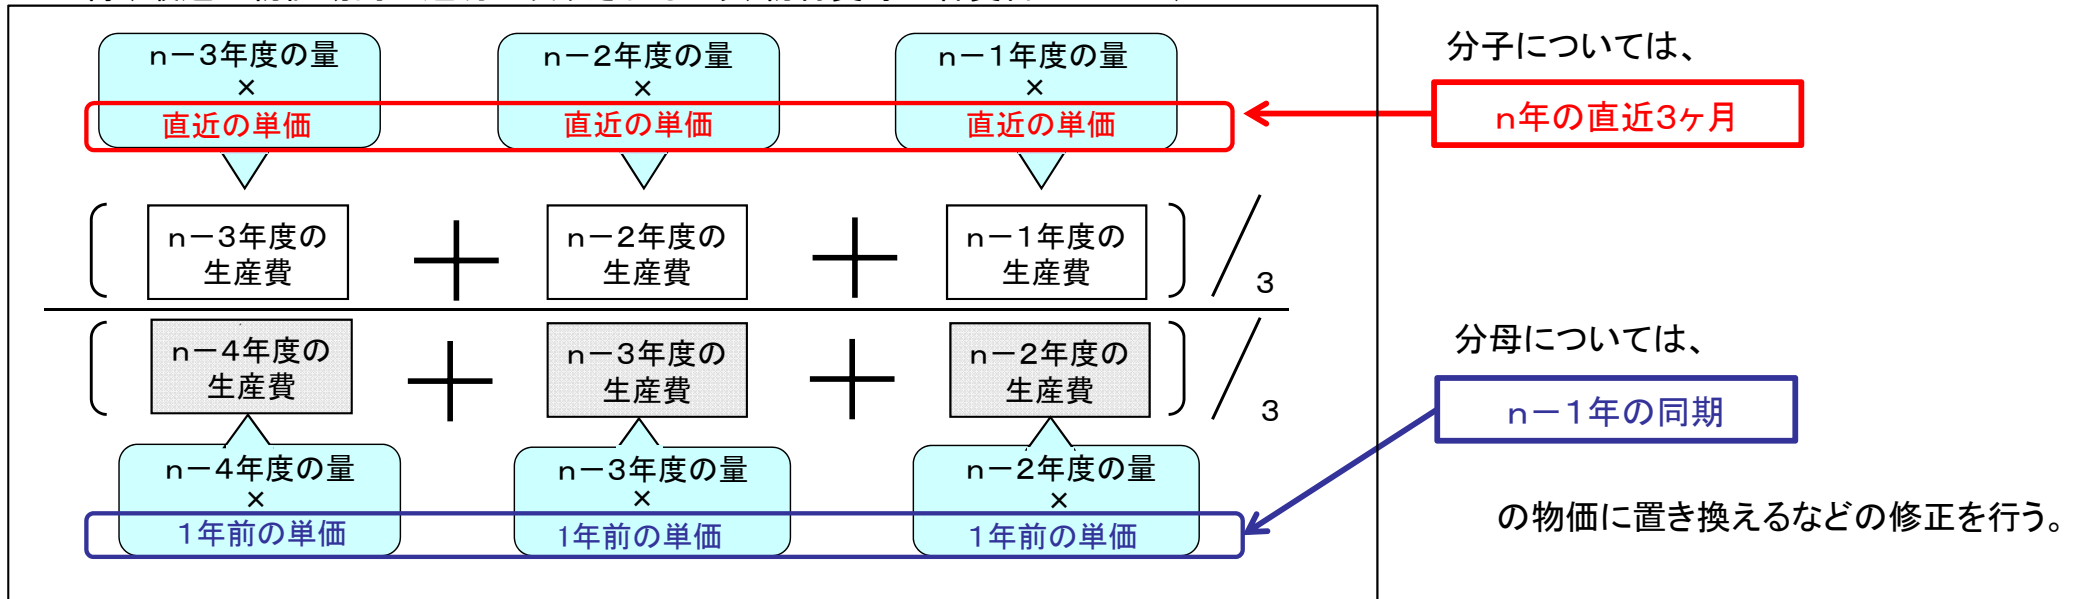 n－3年度の量
×
直近の単価
n－2年度の量
×
直近の単価
n－1年度の量
×
直近の単価
分子については、
n年の直近3ヶ月
n－3年度の
生産費
＋
n－2年度の
生産費
＋
n－1年度の
生産費
3
n－4年度の
生産費
＋
n－3年度の
生産費
＋
n－2年度の
生産費
3
分母については、
n－1年の同期
n－4年度の量
×
1年前の単価
n－3年度の量
×
1年前の単価
n－2年度の量
×
1年前の単価
の物価に置き換えるなどの修正を行う。